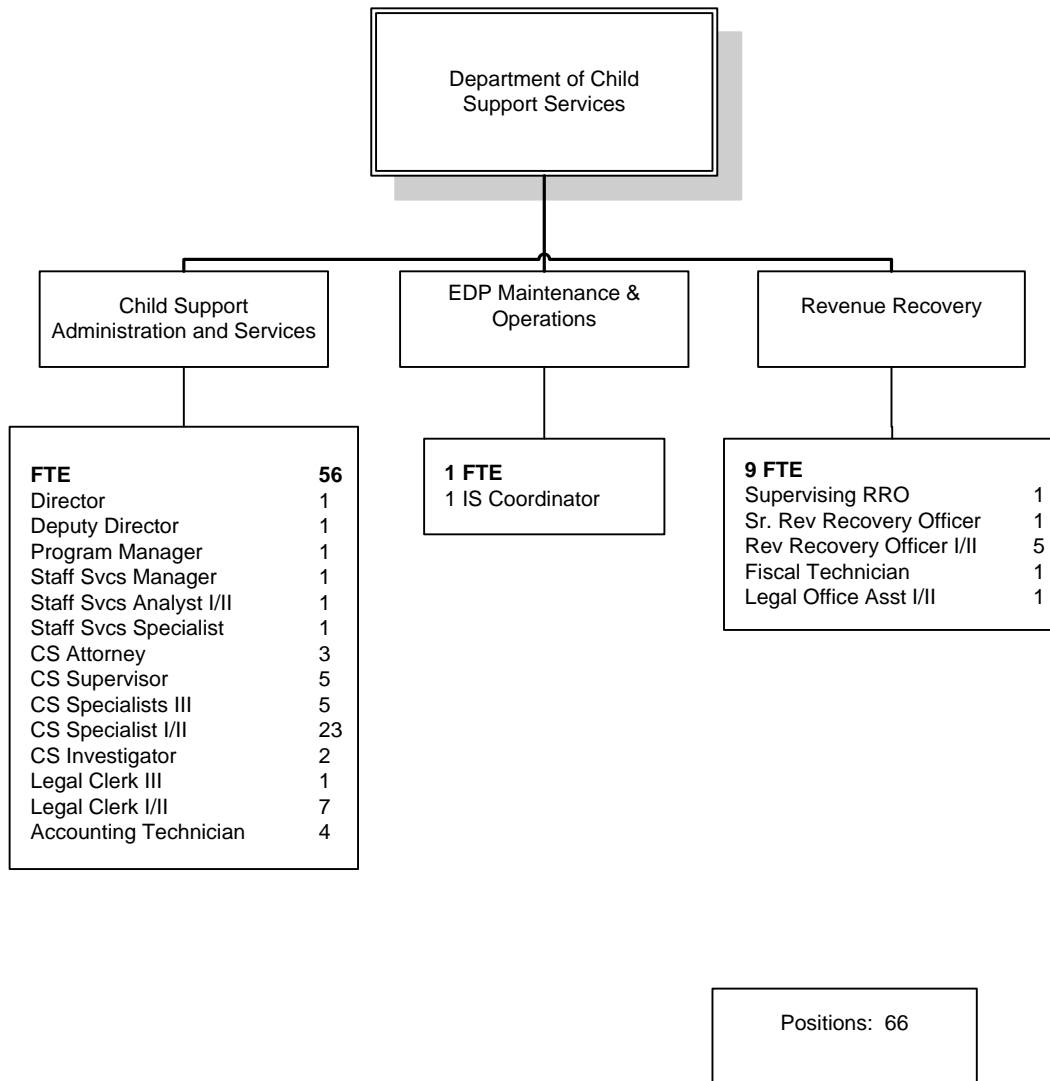 Department of Child
Support Services
Child Support
Administration and Services
EDP Maintenance &
Operations
Revenue Recovery
FTE 56
Director 1
Deputy Director 1
Program Manager 1
Staff Svcs Manager 1
Staff Svcs Analyst I/II 1
Staff Svcs Specialist 1
CS Attorney 3
CS Supervisor 5
CS Specialists III 5
CS Specialist I/II 23
CS Investigator 2
Legal Clerk III 1
Legal Clerk I/II 7
Accounting Technician 4
1 FTE
1 IS Coordinator
9 FTE
Supervising RRO 1
Sr. Rev Recovery Officer 1
Rev Recovery Officer I/II 5
Fiscal Technician 1
Legal Office Asst I/II 1
Positions: 66